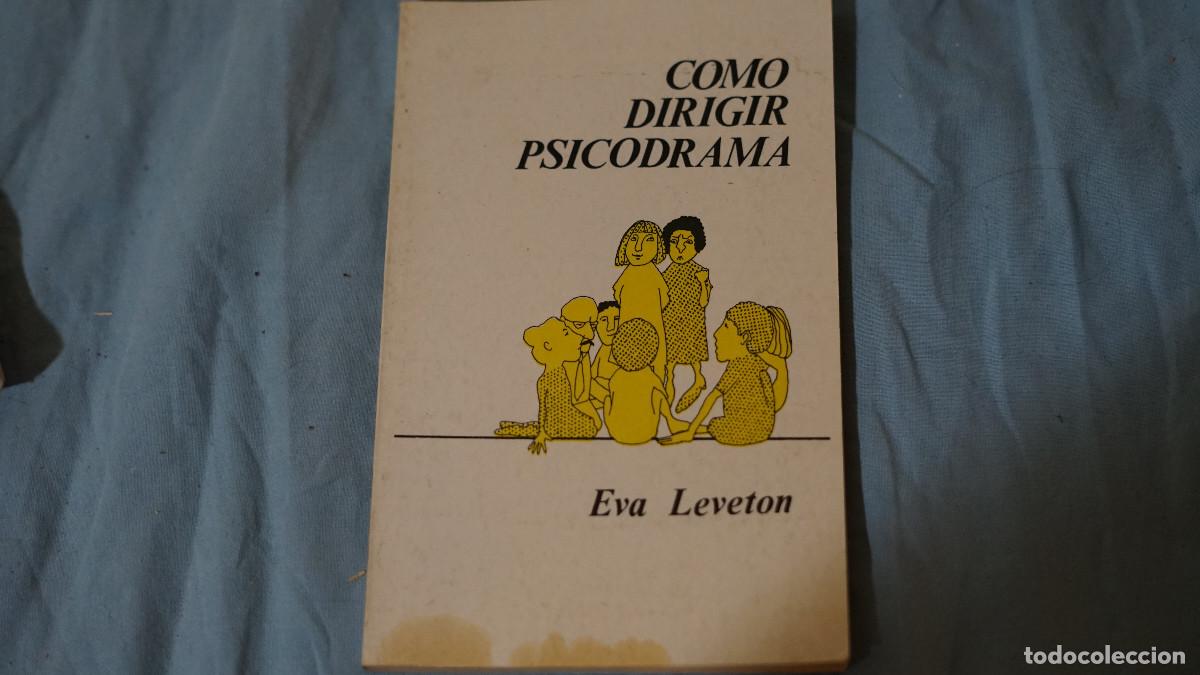 COMO
DIRIGIR
PSICODRAMA
Eva Leveton
todocoleccion